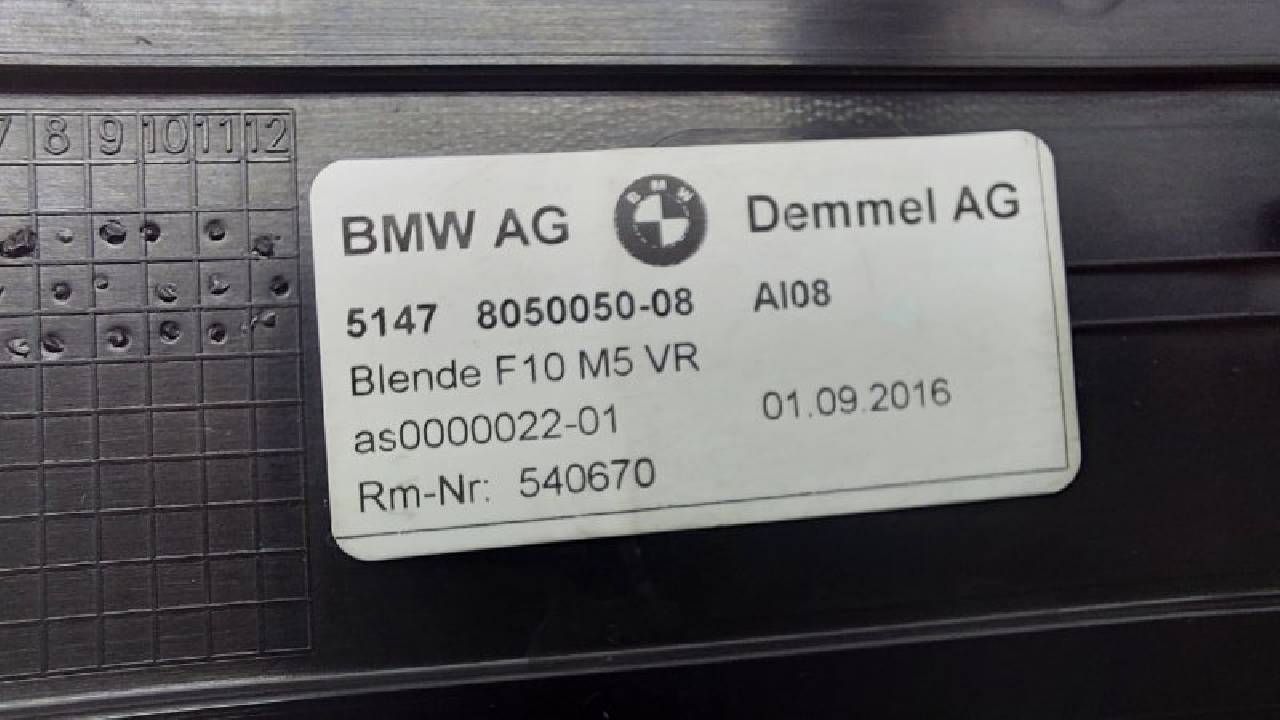 7 8 9 10 11 12
BMW AG BMW Demmel AG
5147 8050050-08 AI08
Blende F10 M5 VR
as0000022-01 01.09.2016
Rm-Nr: 540670